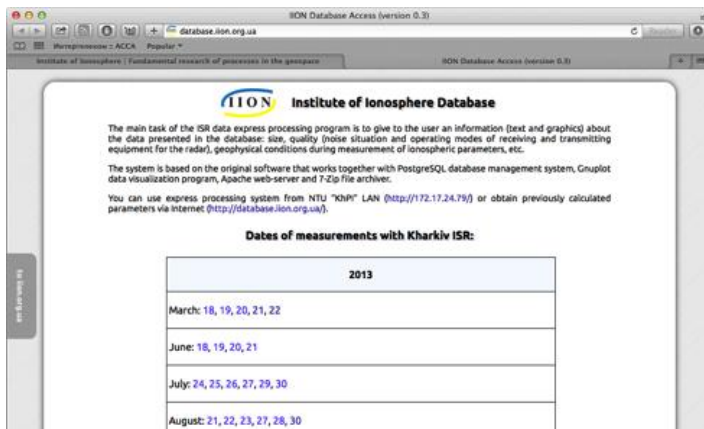 IION Database Access (version 0.3)
database.iion.org.ua
Reader
Popular
Institute of Ionosphere | Fundamental research of processes in the geospace
IION Database Access (version 0.3)
IION Institute of Ionosphere Database
The main task of the ISR data express processing program is to give to the user an information (text and graphics) about
the data presented in the database: size, quality (noise situation and operating modes of receiving and transmitting
equipment for the radar), geophysical conditions during measurement of ionospheric parameters, etc.
The system is based on the original software that works together with PostgreSQL database management system, Gnuplot
data visualization program, Apache web-server and 7-Zip file archiver.
You can use express processing system from NTU "KhPI" LAN (http://172.17.24.79/) or obtain previously calculated
parameters via Internet (http://database.iion.org.ua/).
Dates of measurements with Kharkiv ISR:
to iion.org.ua
2013
March: 18, 19, 20, 21, 22
June: 18, 19, 20, 21
July: 24, 25, 26, 27, 29, 30
August: 21, 22, 23, 27, 28, 30